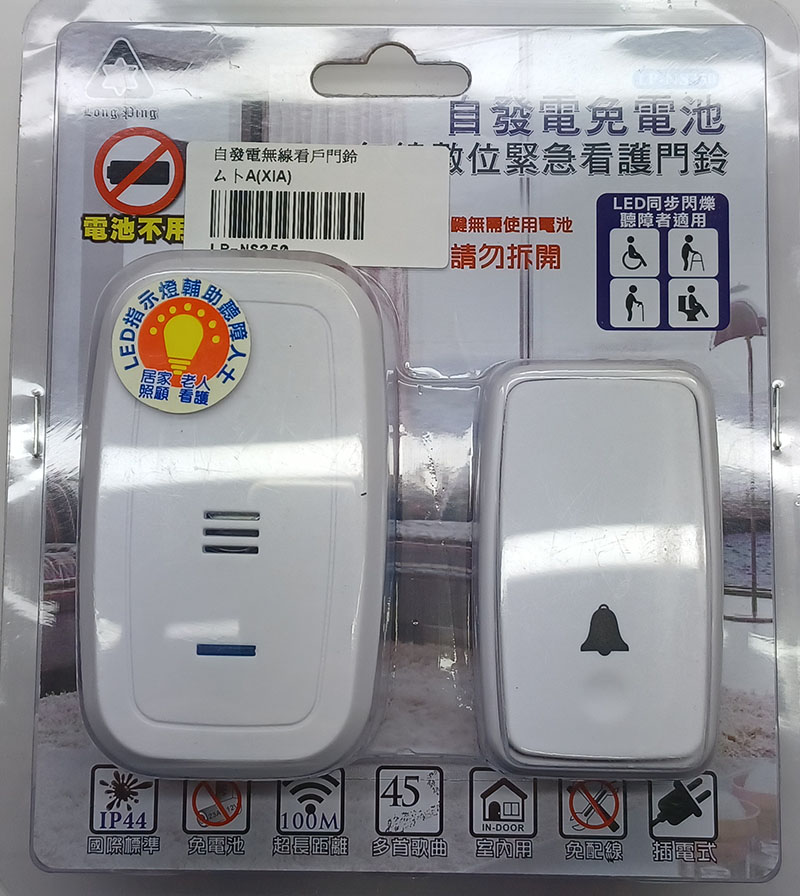 Long Ping
自發電免電池
數位緊急看護門鈴
電池不用
自發電無線看戶門鈴
ム卜A(XIA)
LP-NS250
鍵無需使用電池
請勿拆開
LED同步閃爍
聽障者適用
LED指示燈輔助聽障人士
居家 老人
照顧 看護
IP44
國際標準
免電池
100M
超長距離
45
多首歌曲
IN-DOOR
室內用
免配線
插電式